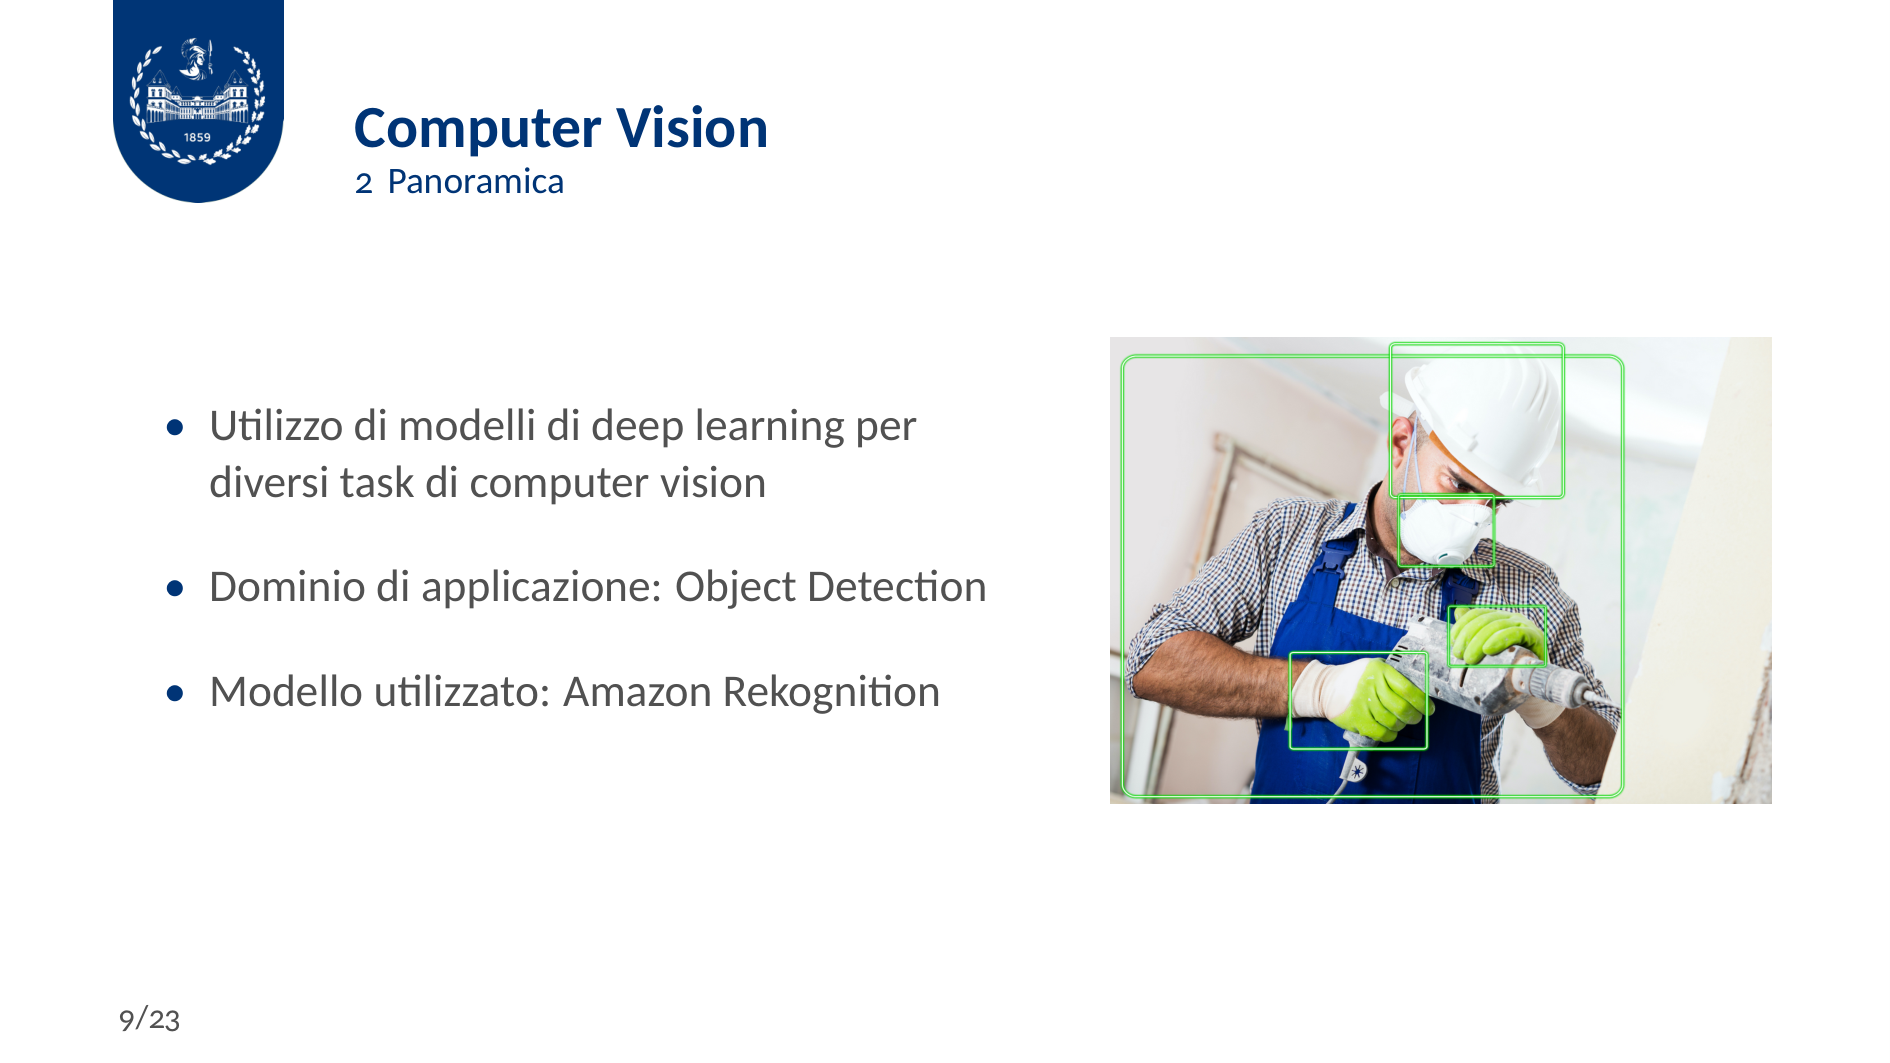 1859
Computer Vision
2 Panoramica
• Utilizzo di modelli di deep learning per
diversi task di computer vision
• Dominio di applicazione: Object Detection
• Modello utilizzato: Amazon Rekognition
9/23